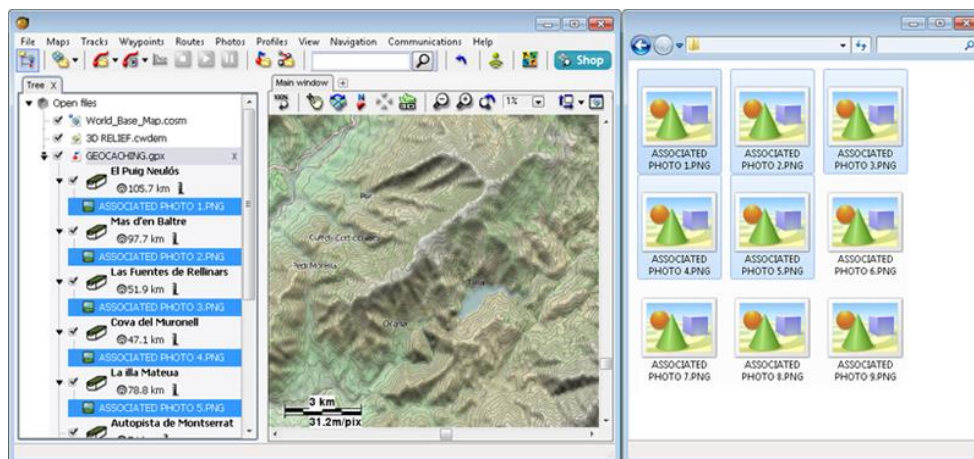 File Maps Tracks Waypoints Routes Photos Profiles View Navigation Communications Help
Shop
Tree X
Open files
World_Base_Map.cosm
3D RELIEF.cwdem
GEOCACHING.gpx x
El Puig Neulós
105.7 km
ASSOCIATED PHOTO 1.PNG
Mas d'en Baltre
97.7 km
ASSOCIATED PHOTO 2.PNG
Las Fuentes de Rellinars
51.9 km
ASSOCIATED PHOTO 3.PNG
Cova del Muronell
47.1 km
ASSOCIATED PHOTO 4.PNG
La illa Mateua
78.8 km
ASSOCIATED PHOTO 5.PNG
Autopista de Montserrat
Main window
100%
1%
3 km
31.2m/pix
ASSOCIATED
PHOTO 1.PNG
ASSOCIATED
PHOTO 2.PNG
ASSOCIATED
PHOTO 3.PNG
ASSOCIATED
PHOTO 4.PNG
ASSOCIATED
PHOTO 5.PNG
ASSOCIATED
PHOTO 6.PNG
ASSOCIATED
PHOTO 7.PNG
ASSOCIATED
PHOTO 8.PNG
ASSOCIATED
PHOTO 9.PNG